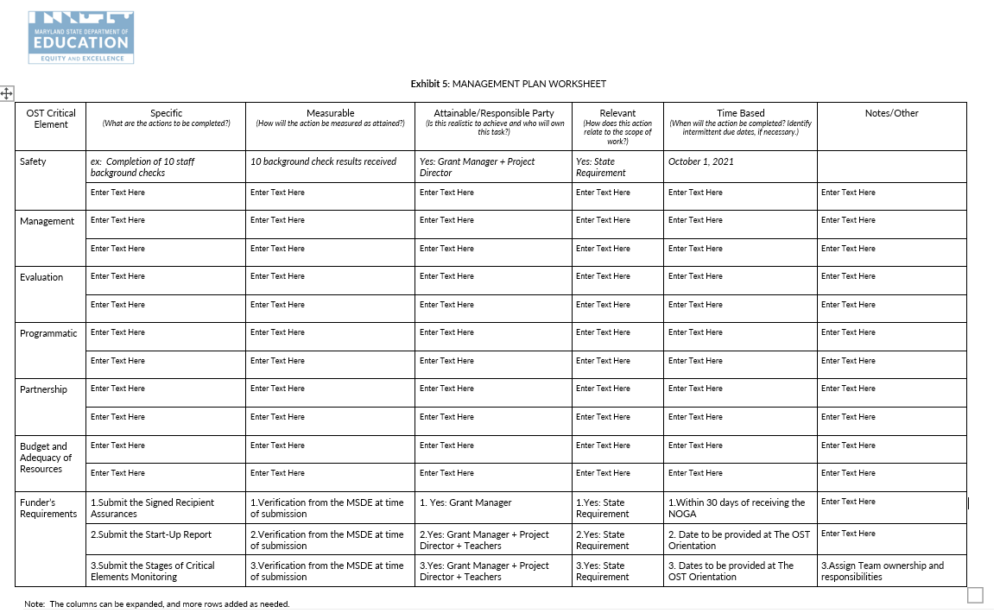 MARYLAND STATE DEPARTMENT OF
EDUCATION
EQUITY AND EXCELLENCE
Exhibit 5: MANAGEMENT PLAN WORKSHEET
OST Critical
Element
Specific
(What are the actions to be completed?)
Measurable
(How will the action be measured as attained?)
Attainable/Responsible Party
(Is this realistic to achieve and who will own
this task?)
Relevant
(How does this action
relate to the scope of
work?)
Time Based
(When will the action be completed? Identify
intermittent due dates, if necessary.)
Notes/Other
Safety
ex: Completion of 10 staff
background checks
10 background check results received
Yes: Grant Manager + Project
Director
Yes: State
Requirement
October 1, 2021
Enter Text Here
Enter Text Here
Enter Text Here
Enter Text Here
Enter Text Here
Enter Text Here
Management
Enter Text Here
Enter Text Here
Enter Text Here
Enter Text Here
Enter Text Here
Enter Text Here
Enter Text Here
Enter Text Here
Enter Text Here
Enter Text Here
Enter Text Here
Enter Text Here
Evaluation
Enter Text Here
Enter Text Here
Enter Text Here
Enter Text Here
Enter Text Here
Enter Text Here
Enter Text Here
Enter Text Here
Enter Text Here
Enter Text Here
Enter Text Here
Enter Text Here
Programmatic
Enter Text Here
Enter Text Here
Enter Text Here
Enter Text Here
Enter Text Here
Enter Text Here
Enter Text Here
Enter Text Here
Enter Text Here
Enter Text Here
Enter Text Here
Enter Text Here
Partnership
Enter Text Here
Enter Text Here
Enter Text Here
Enter Text Here
Enter Text Here
Enter Text Here
Enter Text Here
Enter Text Here
Enter Text Here
Enter Text Here
Enter Text Here
Enter Text Here
Budget and
Adequacy of
Resources
Enter Text Here
Enter Text Here
Enter Text Here
Enter Text Here
Enter Text Here
Enter Text Here
Enter Text Here
Enter Text Here
Enter Text Here
Enter Text Here
Enter Text Here
Enter Text Here
Funder's
Requirements
1.Submit the Signed Recipient
Assurances
1.Verification from the MSDE at time
of submission
1. Yes: Grant Manager
1.Yes: State
Requirement
1.Within 30 days of receiving the
NOGA
Enter Text Here
2.Submit the Start-Up Report
2.Verification from the MSDE at time
of submission
2.Yes: Grant Manager + Project
Director + Teachers
2.Yes: State
Requirement
2. Date to be provided at The OST
Orientation
Enter Text Here
3.Submit the Stages of Critical
Elements Monitoring
3.Verification from the MSDE at time
of submission
3.Yes: Grant Manager + Project
Director + Teachers
3.Yes: State
Requirement
3. Dates to be provided at The
OST Orientation
3.Assign Team ownership and
responsibilities
Note: The columns can be expanded, and more rows added as needed.